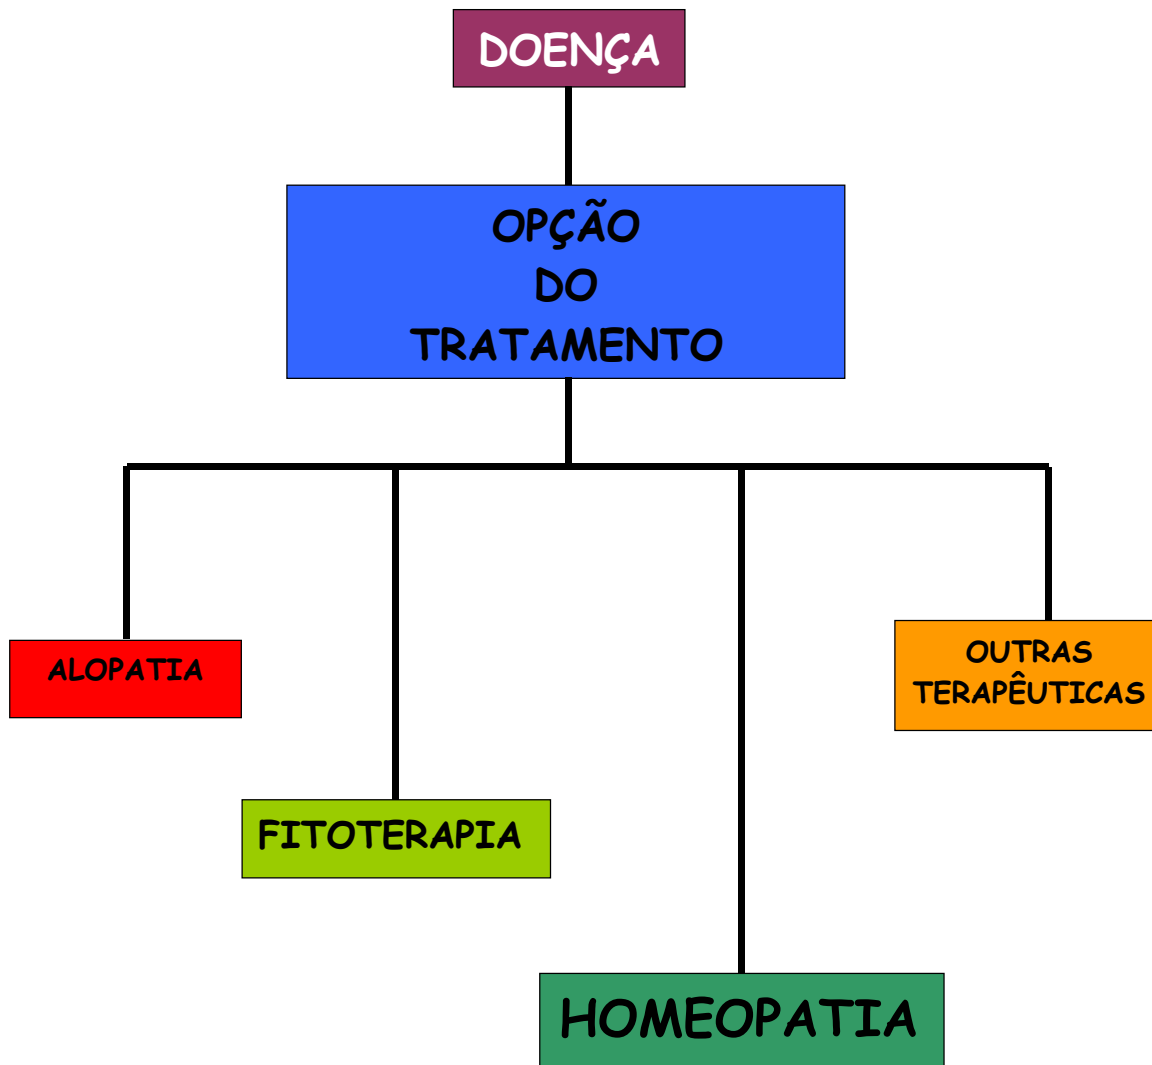 DOENÇA
OPÇÃO
DO
TRATAMENTO
ALOPATIA
OUTRAS
TERAPÊUTICAS
FITOTERAPIA
HOMEOPATIA